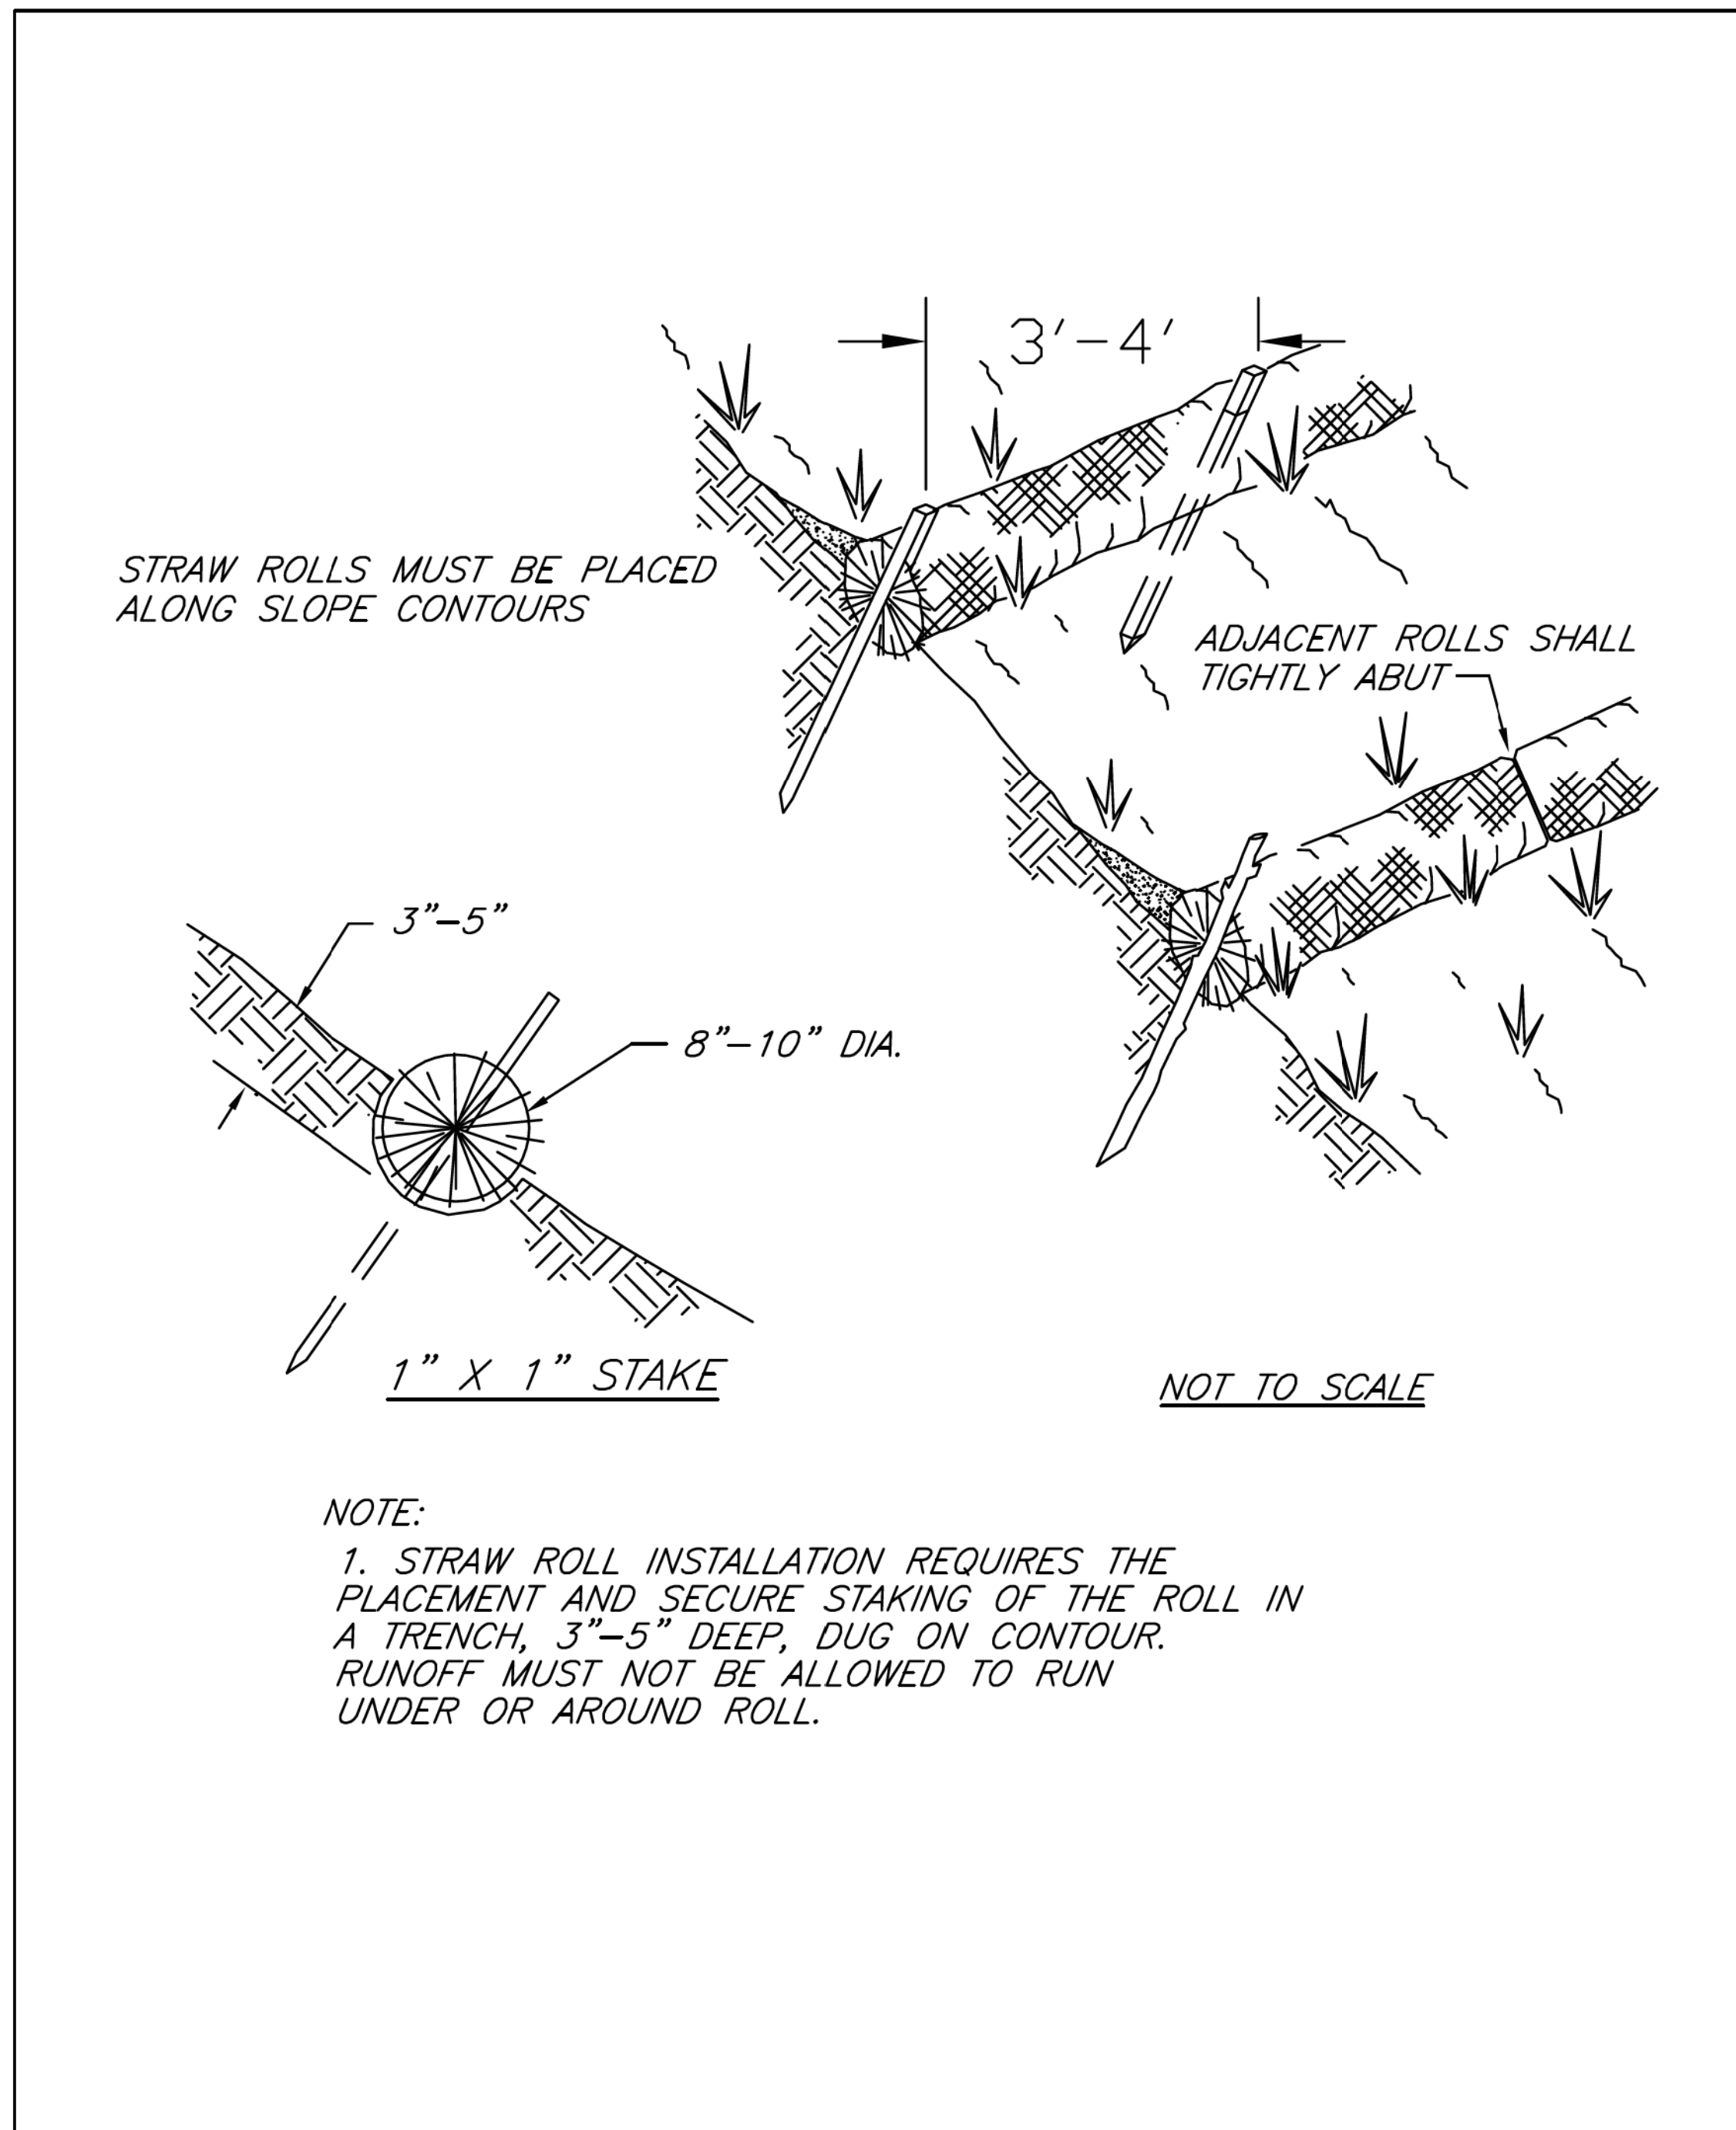 3'-4'
STRAW ROLLS MUST BE PLACED
ALONG SLOPE CONTOURS
ADJACENT ROLLS SHALL
TIGHTLY ABUT
3"-5"
8"-10" DIA.
1" X 1" STAKE
NOT TO SCALE
NOTE:
1. STRAW ROLL INSTALLATION REQUIRES THE
PLACEMENT AND SECURE STAKING OF THE ROLL IN
A TRENCH, 3"-5" DEEP, DUG ON CONTOUR.
RUNOFF MUST NOT BE ALLOWED TO RUN
UNDER OR AROUND ROLL.